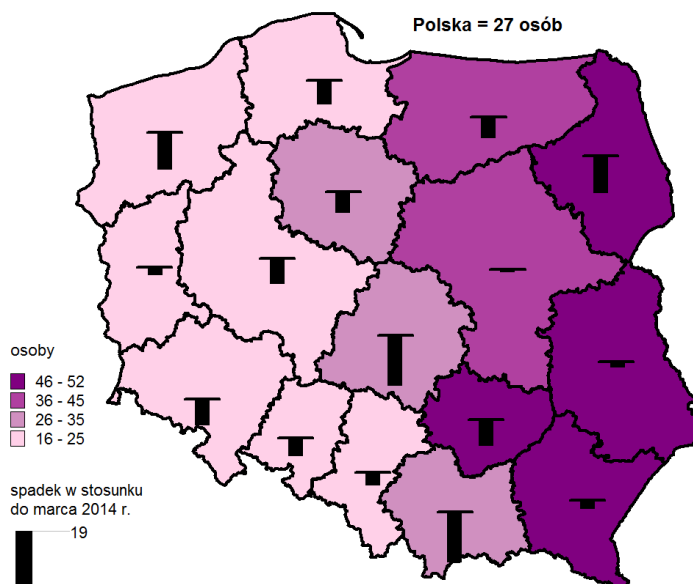 Polska = 27 osób
osoby
46 - 52
36 - 45
26 - 35
16 - 25
spadek w stosunku
do marca 2014 r.
19